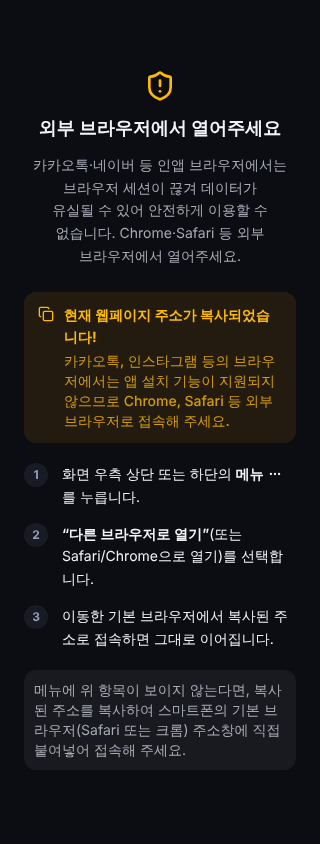 외부 브라우저에서 열어주세요
카카오톡·네이버 등 인앱 브라우저에서는
브라우저 세션이 끊겨 데이터가
유실될 수 있어 안전하게 이용할 수
없습니다. Chrome·Safari 등 외부
브라우저에서 열어주세요.
현재 웹페이지 주소가 복사되었습
니다!
카카오톡, 인스타그램 등의 브라우
저에서는 앱 설치 기능이 지원되지
않으므로 Chrome, Safari 등 외부
브라우저로 접속해 주세요.
1 화면 우측 상단 또는 하단의 메뉴 ⋯
를 누릅니다.
2 “다른 브라우저로 열기”(또는
Safari/Chrome으로 열기)를 선택합
니다.
3 이동한 기본 브라우저에서 복사된 주
소로 접속하면 그대로 이어집니다.
메뉴에 위 항목이 보이지 않는다면, 복사
된 주소를 복사하여 스마트폰의 기본 브
라우저(Safari 또는 크롬) 주소창에 직접
붙여넣어 접속해 주세요.